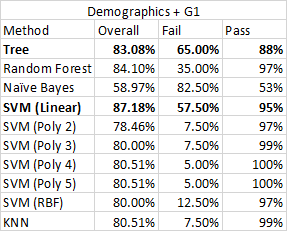 Demographics + G1
Method Overall Fail Pass
Tree 83.08% 65.00% 88%
Random Forest 84.10% 35.00% 97%
Naïve Bayes 58.97% 82.50% 53%
SVM (Linear) 87.18% 57.50% 95%
SVM (Poly 2) 78.46% 7.50% 97%
SVM (Poly 3) 80.00% 7.50% 99%
SVM (Poly 4) 80.51% 5.00% 100%
SVM (Poly 5) 80.51% 5.00% 100%
SVM (RBF) 80.00% 12.50% 97%
KNN 80.51% 7.50% 99%